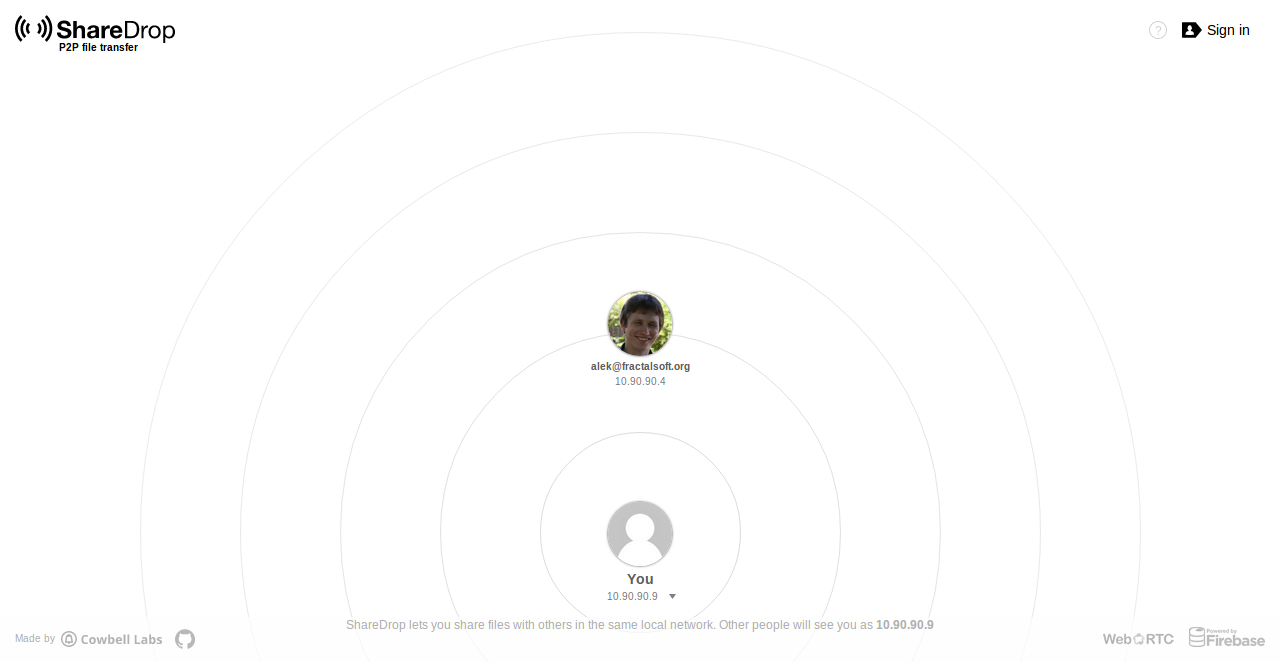 ShareDrop
P2P file transfer
?
Sign in
alek@fractalsoft.org
10.90.90.4
You
10.90.90.9
ShareDrop lets you share files with others in the same local network. Other people will see you as 10.90.90.9
Made by Cowbell Labs
WebRTC
Powered by
Firebase